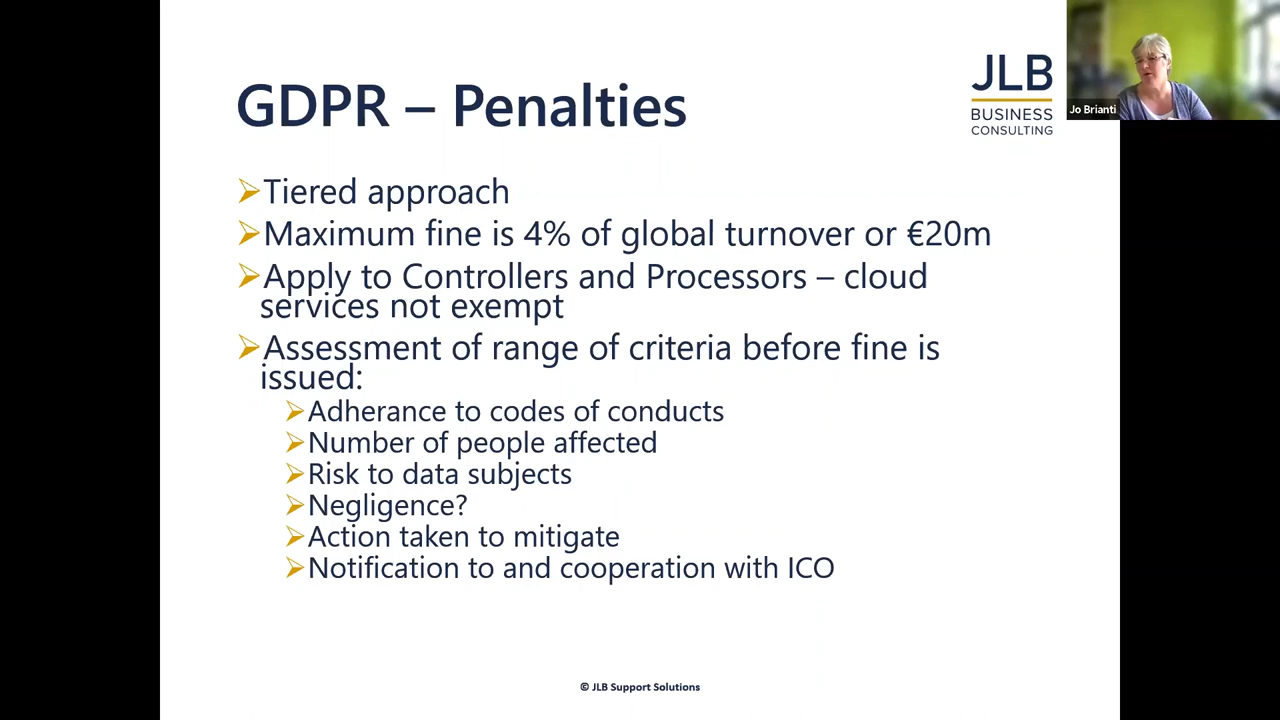 GDPR – Penalties
JLB
BUSINESS
CONSULTING
Jo Brianti
Tiered approach
Maximum fine is 4% of global turnover or €20m
Apply to Controllers and Processors – cloud
services not exempt
Assessment of range of criteria before fine is
issued:
Adherance to codes of conducts
Number of people affected
Risk to data subjects
Negligence?
Action taken to mitigate
Notification to and cooperation with ICO
© JLB Support Solutions